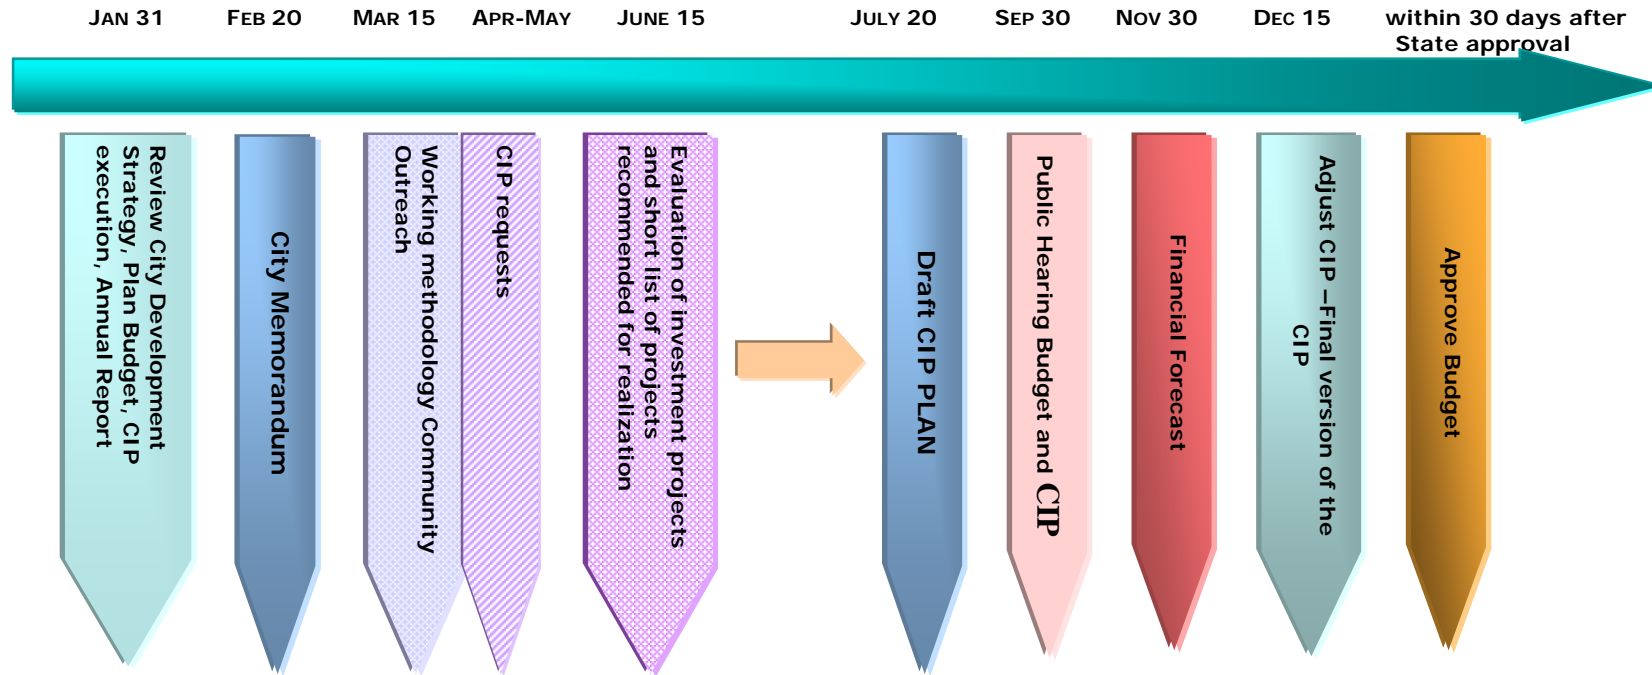 JAN 31
FEB 20
MAR 15
APR-MAY
JUNE 15
JULY 20
SEP 30
NOV 30
DEC 15
within 30 days after
State approval
Review City Development
Strategy, Plan Budget, CIP
execution, Annual Report
City Memorandum
Working methodology Community
Outreach
CIP requests
Evaluation of investment projects
and short list of projects
recommended for realization
Draft CIP PLAN
Public Hearing Budget and CIP
Financial Forecast
Adjust CIP –Final version of the
CIP
Approve Budget